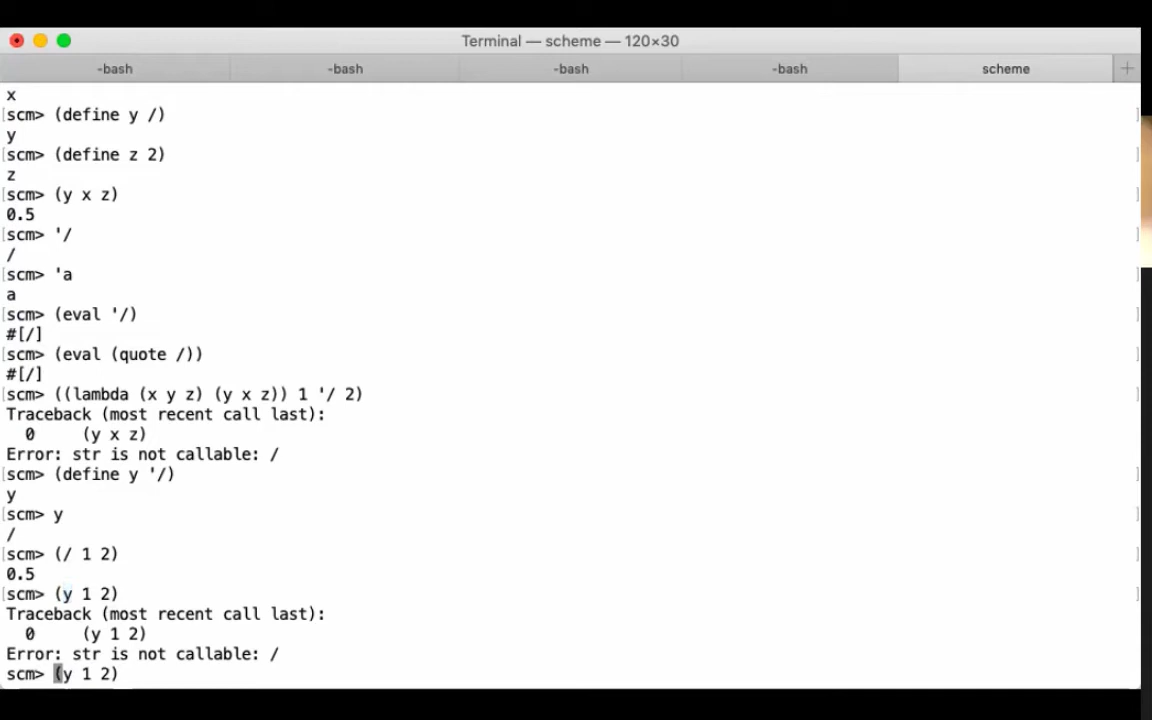 Terminal — scheme — 120×30
-bash
-bash
-bash
-bash
scheme
x
scm> (define y /)
y
scm> (define z 2)
z
scm> (y x z)
0.5
scm> '/
/
scm> 'a
a
scm> (eval '/)
#[/]
scm> (eval (quote /))
#[/]
scm> ((lambda (x y z) (y x z)) 1 '/ 2)
Traceback (most recent call last):
0     (y x z)
Error: str is not callable: /
scm> (define y '/)
y
scm> y
/
scm> (/ 1 2)
0.5
scm> (y 1 2)
Traceback (most recent call last):
0     (y 1 2)
Error: str is not callable: /
scm> (y 1 2)